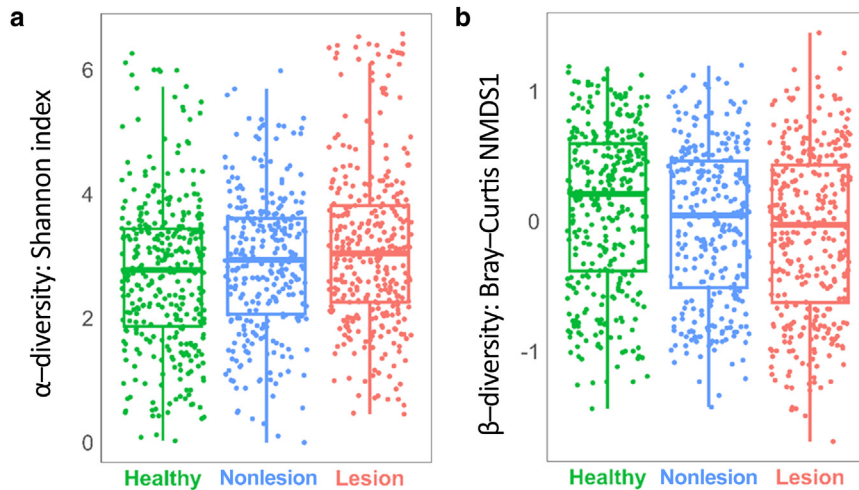 a
α–diversity: Shannon index
6
4
2
0
Healthy Nonlesion Lesion
b
β–diversity: Bray–Curtis NMDS1
1
0
-1
Healthy Nonlesion Lesion